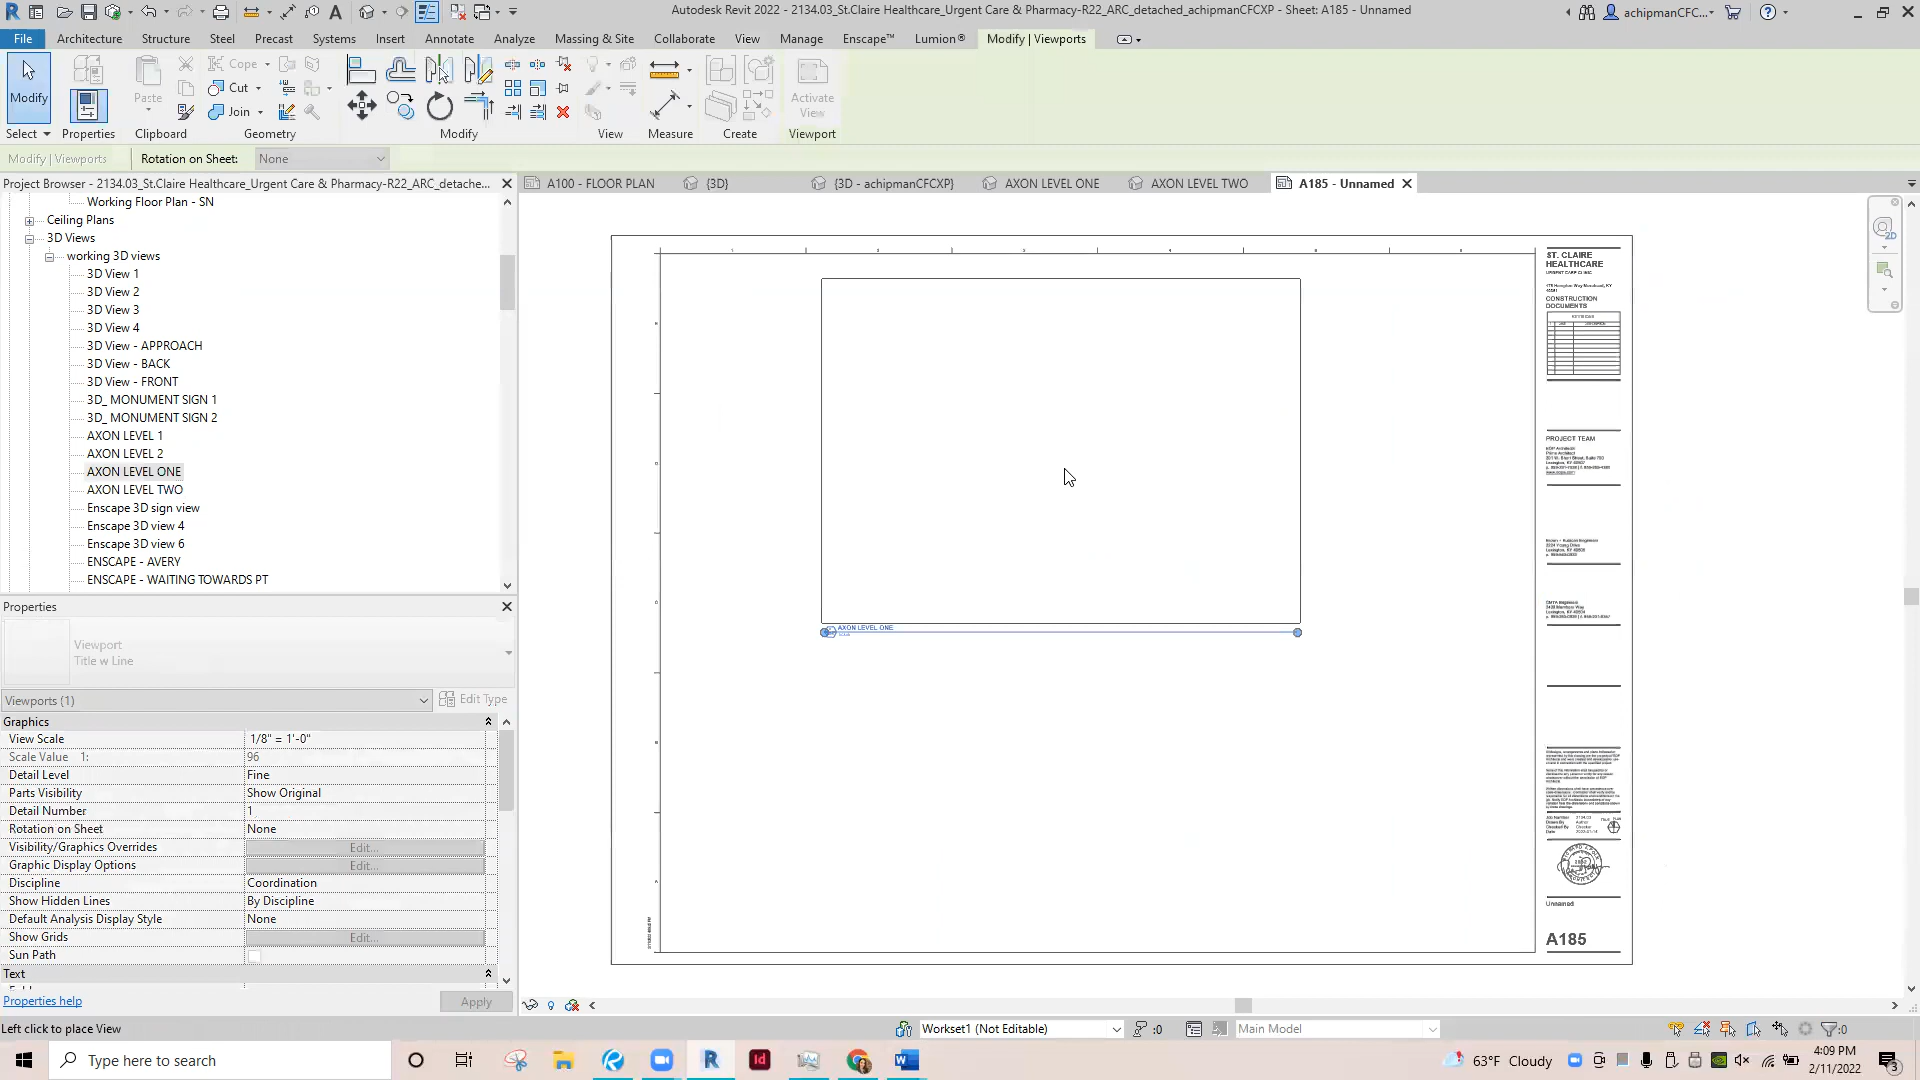 Autodesk Revit 2022 - 2134.03_St.Claire Healthcare_Urgent Care & Pharmacy-R22_ARC_detached_achipmanCFCXP - Sheet: A185 - Unnamed
achipmanCFC...
File Architecture Structure Steel Precast Systems Insert Annotate Analyze Massing & Site Collaborate View Manage Enscape™ Lumion® Modify | Viewports
Modify Paste Cope Cut Join Activate View
Select Properties Clipboard Geometry Modify View Measure Create Viewport
Modify | Viewports Rotation on Sheet: None
Project Browser - 2134.03_St.Claire Healthcare_Urgent Care & Pharmacy-R22_ARC_detache...
A100 - FLOOR PLAN {3D} {3D - achipmanCFCXP} AXON LEVEL ONE AXON LEVEL TWO A185 - Unnamed
Working Floor Plan - SN
Ceiling Plans
3D Views
working 3D views
3D View 1
3D View 2
3D View 3
3D View 4
3D View - APPROACH
3D View - BACK
3D View - FRONT
3D_ MONUMENT SIGN 1
3D_ MONUMENT SIGN 2
AXON LEVEL 1
AXON LEVEL 2
AXON LEVEL ONE
AXON LEVEL TWO
Enscape 3D sign view
Enscape 3D view 4
Enscape 3D view 6
ENSCAPE - AVERY
ENSCAPE - WAITING TOWARDS PT
Properties
Viewport
Title w Line
Viewports (1) Edit Type
Graphics
View Scale 1/8" = 1'-0"
Scale Value 1: 96
Detail Level Fine
Parts Visibility Show Original
Detail Number 1
Rotation on Sheet None
Visibility/Graphics Overrides Edit...
Graphic Display Options Edit...
Discipline Coordination
Show Hidden Lines By Discipline
Default Analysis Display Style None
Show Grids Edit...
Sun Path
Text
Properties help Apply
AXON LEVEL ONE
ST. CLAIRE
HEALTHCARE
URGENT CARE CLINIC
CONSTRUCTION
DOCUMENTS
PROJECT TEAM
Unnamed
A185
Left click to place View
Workset1 (Not Editable) :0 Main Model :0
Type here to search
63°F Cloudy
4:09 PM
2/11/2022
3